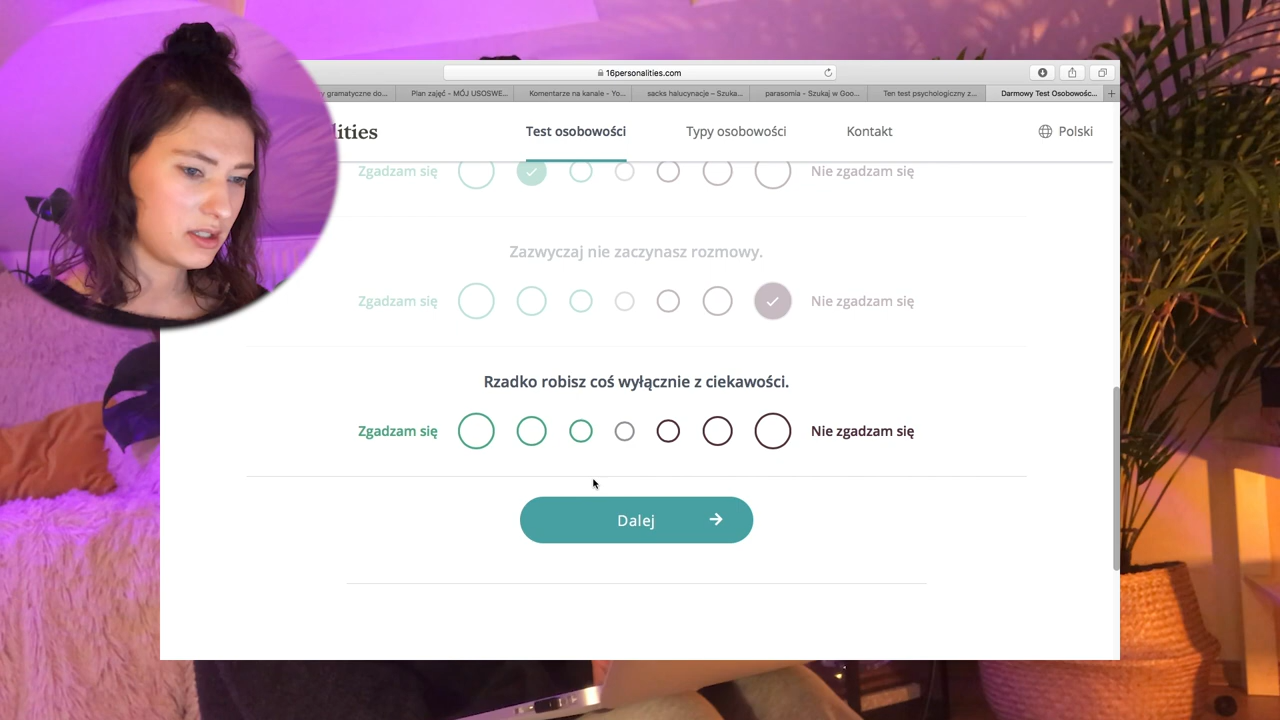 16personalities.com
y gramatyczne do...
Plan zajęć - MÓJ USOSWE...
Komentarze na kanale - Yo...
sacks halucynacje – Szuka...
parasomia - Szukaj w Goo...
Ten test psychologiczny z...
Darmowy Test Osobowośc...
lities
Test osobowości
Typy osobowości
Kontakt
Polski
Zgadzam się
Nie zgadzam się
Zazwyczaj nie zaczynasz rozmowy.
Zgadzam się
Nie zgadzam się
Rzadko robisz coś wyłącznie z ciekawości.
Zgadzam się
Nie zgadzam się
Dalej